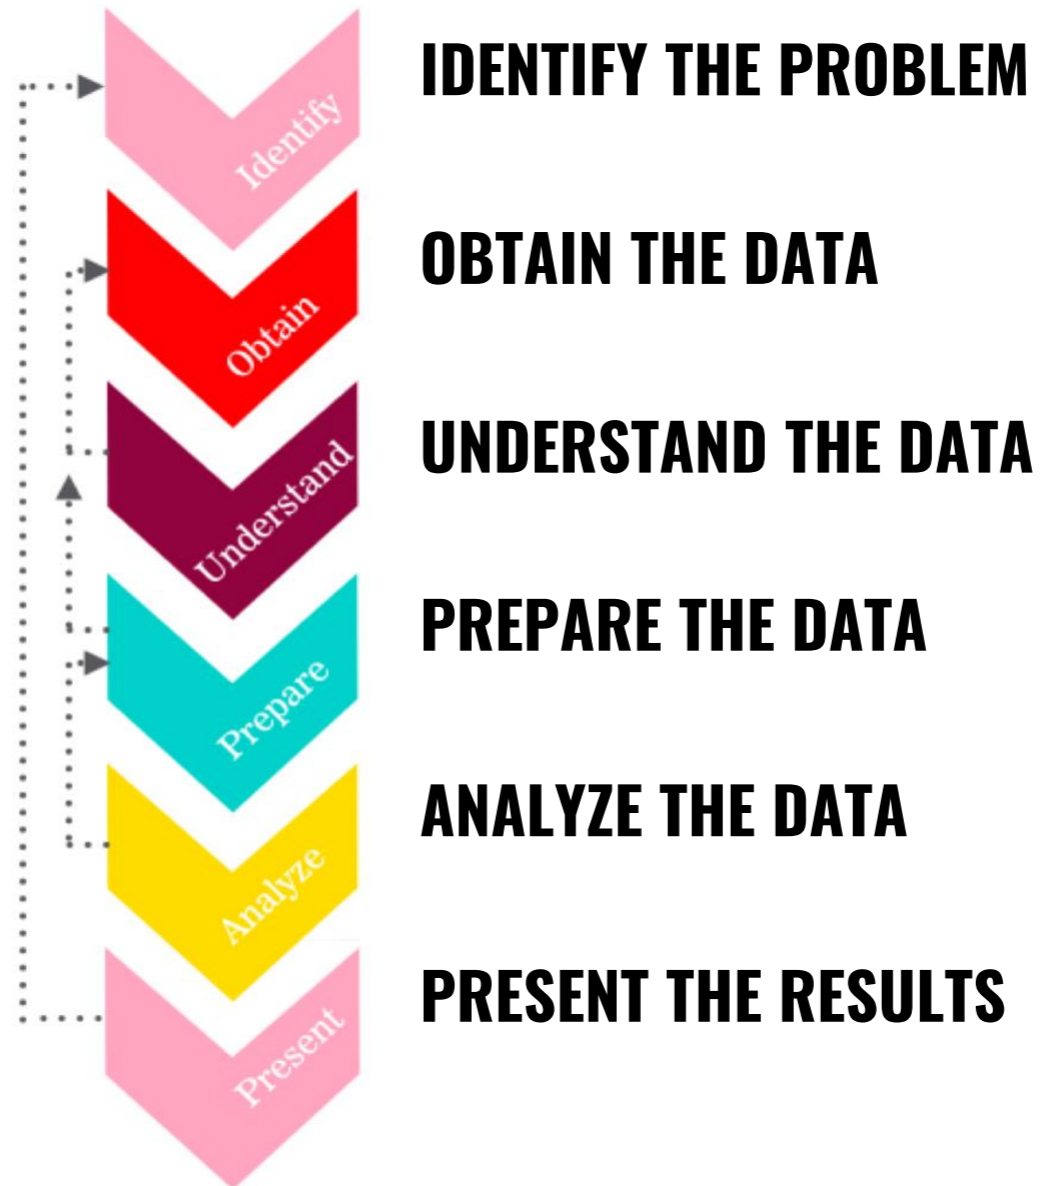 IDENTIFY THE PROBLEM
Identify
OBTAIN THE DATA
Obtain
UNDERSTAND THE DATA
Understand
PREPARE THE DATA
Prepare
ANALYZE THE DATA
Analyze
PRESENT THE RESULTS
Present